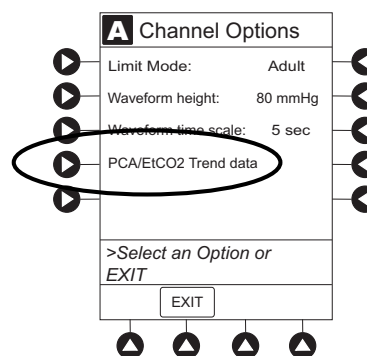 A Channel Options
Limit Mode: Adult
Waveform height: 80 mmHg
Waveform time scale: 5 sec
PCA/EtCO2 Trend data
>Select an Option or
EXIT
EXIT